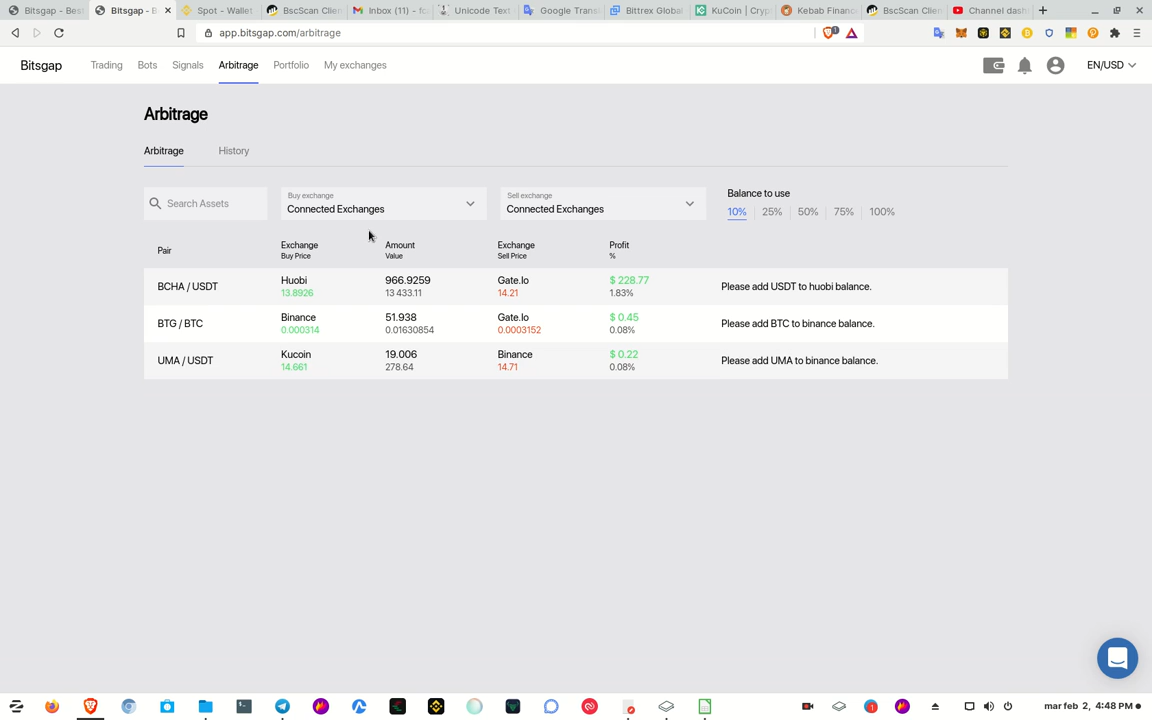 Bitsgap - Bes
Bitsgap - B
Spot - Wallet
BscScan Clien
Inbox (11) - fc
Unicode Text
Google Trans
Bittrex Global
KuCoin | Cryp
Kebab Financ
BscScan Clien
Channel dash
app.bitsgap.com/arbitrage
1
Bitsgap
Trading
Bots
Signals
Arbitrage
Portfolio
My exchanges
EN/USD
Arbitrage
Arbitrage
History
Search Assets
Buy exchange
Connected Exchanges
Sell exchange
Connected Exchanges
Balance to use
10%
25%
50%
75%
100%
Pair
Exchange
Buy Price
Amount
Value
Exchange
Sell Price
Profit
%
BCHA / USDT
Huobi
13.8926
966.9259
13 433.11
Gate.Io
14.21
$ 228.77
1.83%
Please add USDT to huobi balance.
BTG / BTC
Binance
0.000314
51.938
0.01630854
Gate.Io
0.0003152
$ 0.45
0.08%
Please add BTC to binance balance.
UMA / USDT
Kucoin
14.661
19.006
278.64
Binance
14.71
$ 0.22
0.08%
Please add UMA to binance balance.
1
mar feb 2, 4:48 PM